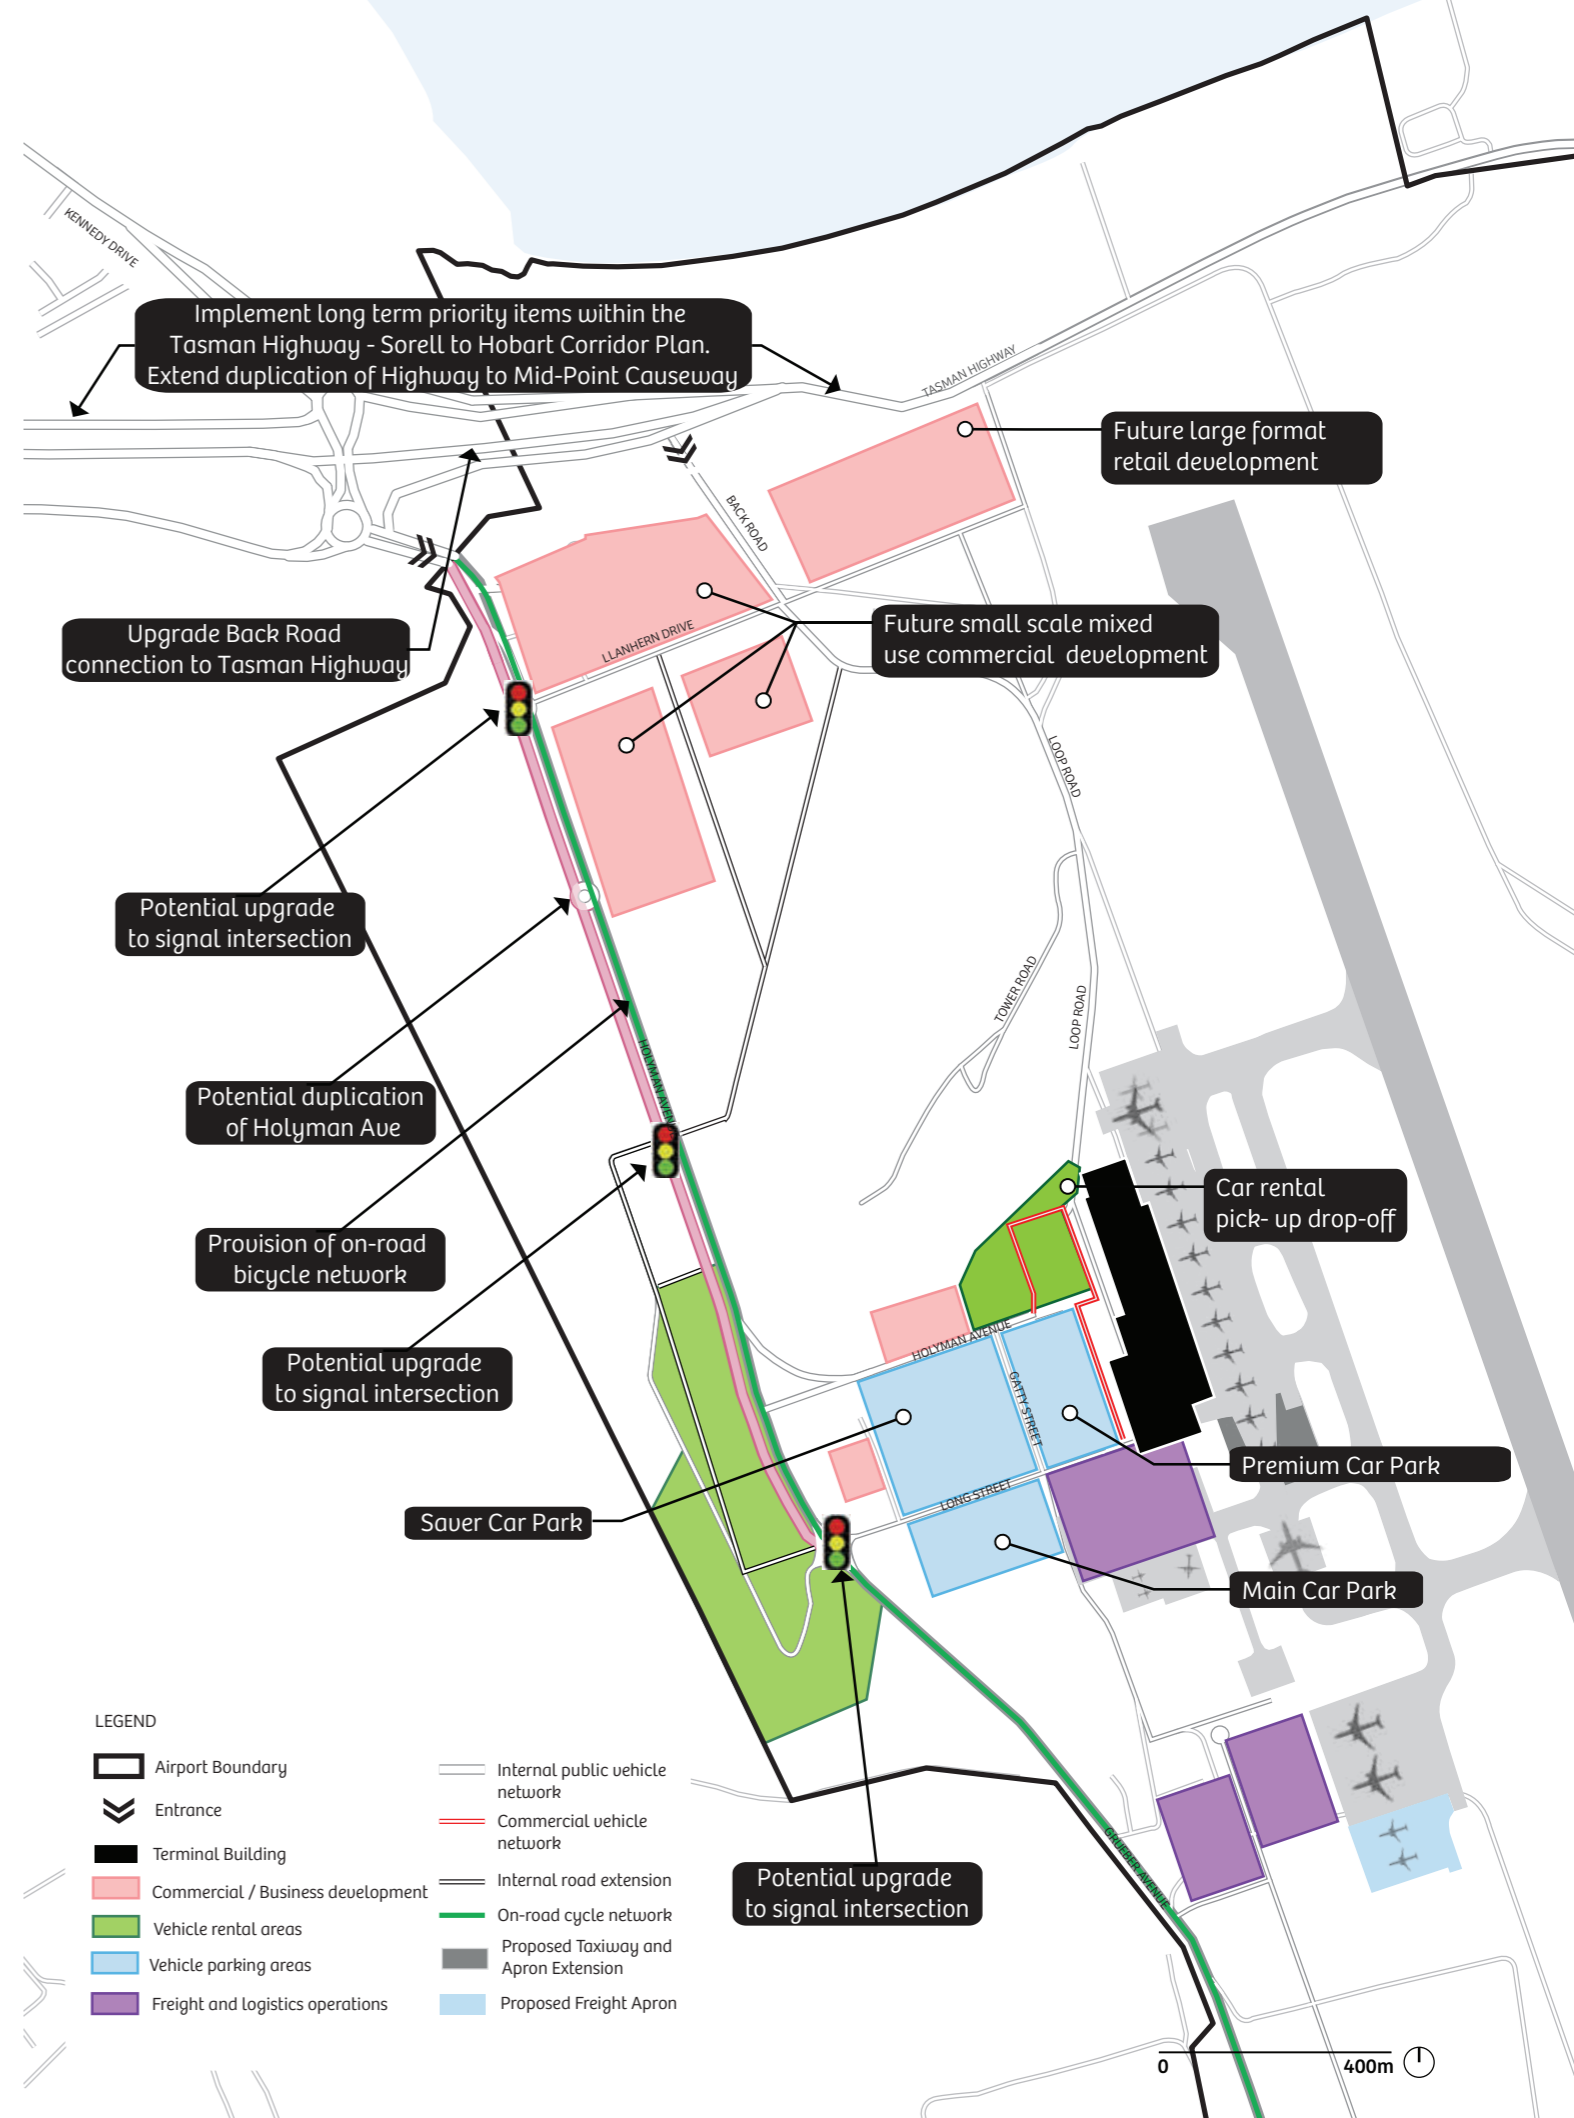 KENNEDY DRIVE
Implement long term priority items within the
Tasman Highway - Sorell to Hobart Corridor Plan.
Extend duplication of Highway to Mid-Point Causeway
TASMAN HIGHWAY
Future large format
retail development
BACK ROAD
Upgrade Back Road
connection to Tasman Highway
LLANHERN DRIVE
Future small scale mixed
use commercial development
LOOP ROAD
Potential upgrade
to signal intersection
TOWER ROAD
LOOP ROAD
HOLYMAN AVENUE
Potential duplication
of Holyman Ave
Car rental
pick- up drop-off
Provision of on-road
bicycle network
HOLYMAN AVENUE
Potential upgrade
to signal intersection
GATTY STREET
Premium Car Park
LONG STREET
Saver Car Park
Main Car Park
GRUEBER AVENUE
Potential upgrade
to signal intersection
LEGEND
Airport Boundary
Entrance
Terminal Building
Commercial / Business development
Vehicle rental areas
Vehicle parking areas
Freight and logistics operations
Internal public vehicle
network
Commercial vehicle
network
Internal road extension
On-road cycle network
Proposed Taxiway and
Apron Extension
Proposed Freight Apron
0
400m